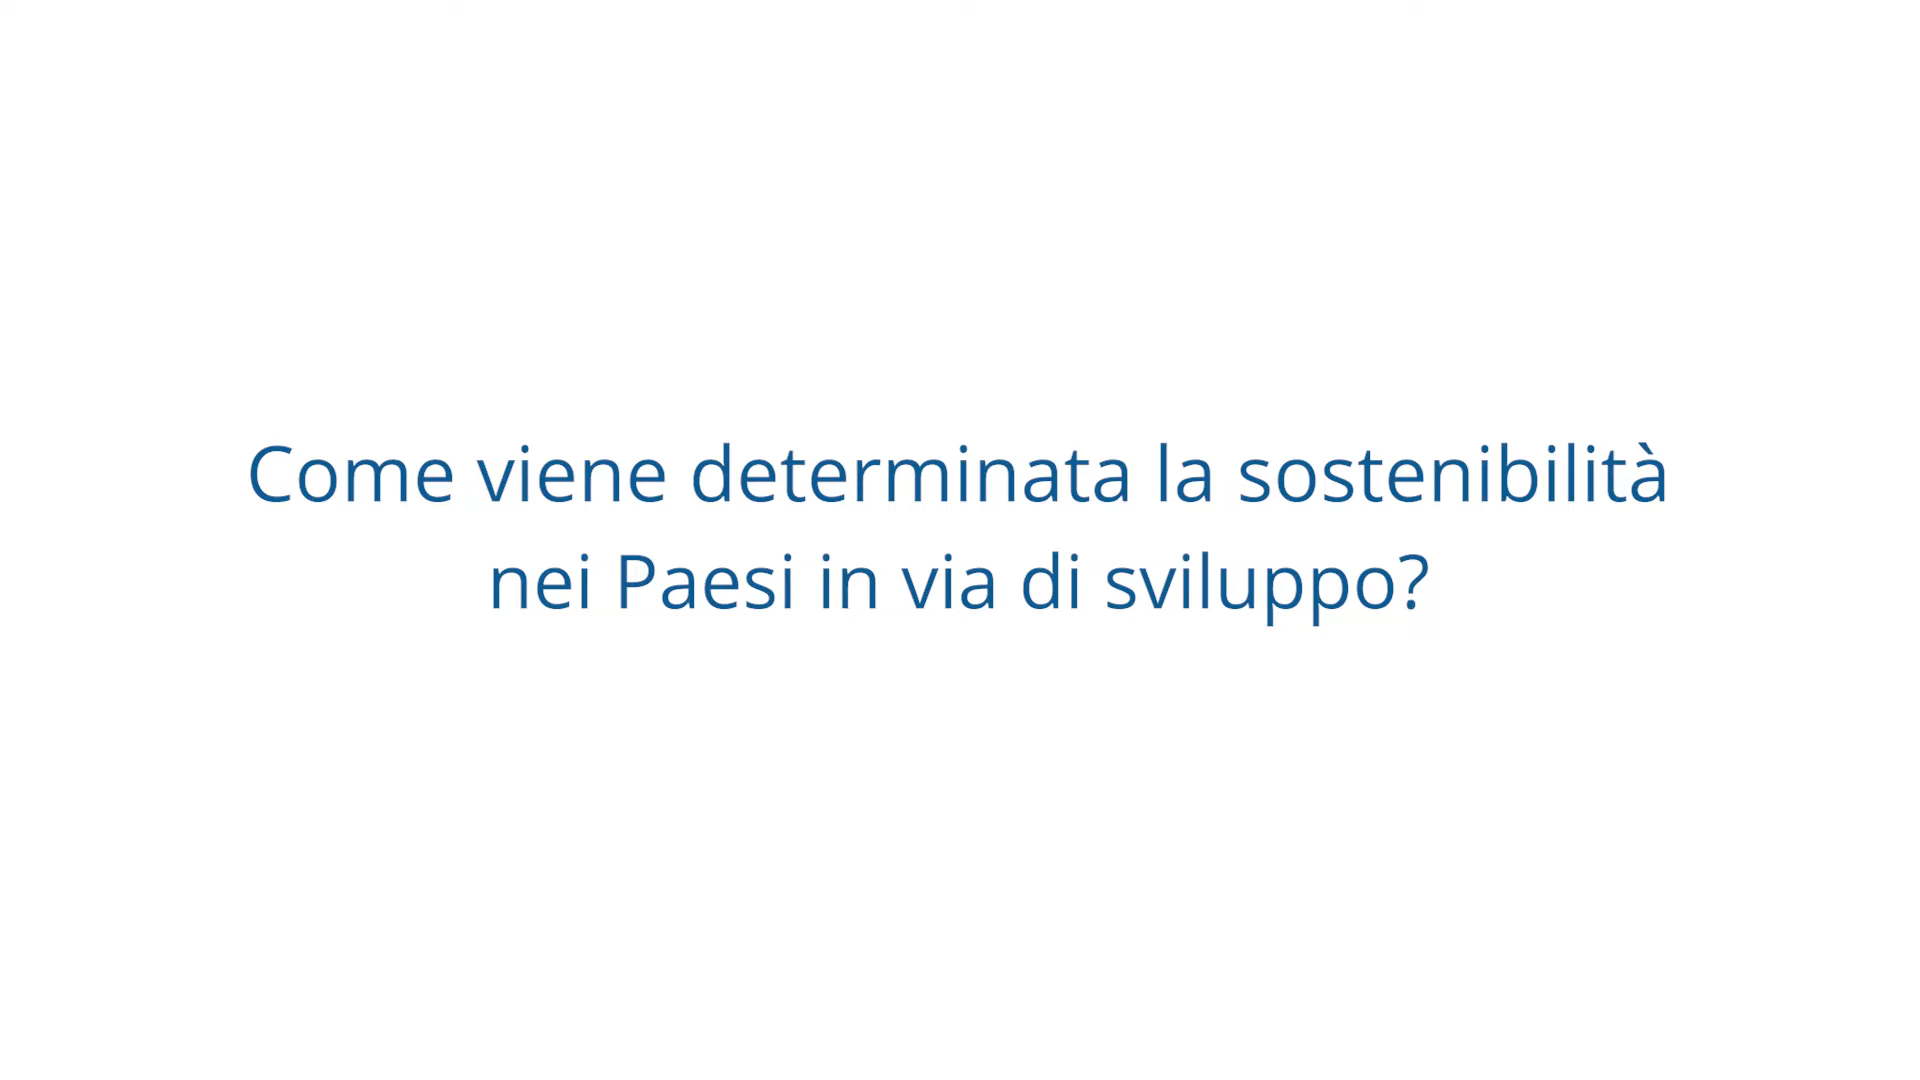 Come viene determinata la sostenibilità
nei Paesi in via di sviluppo?